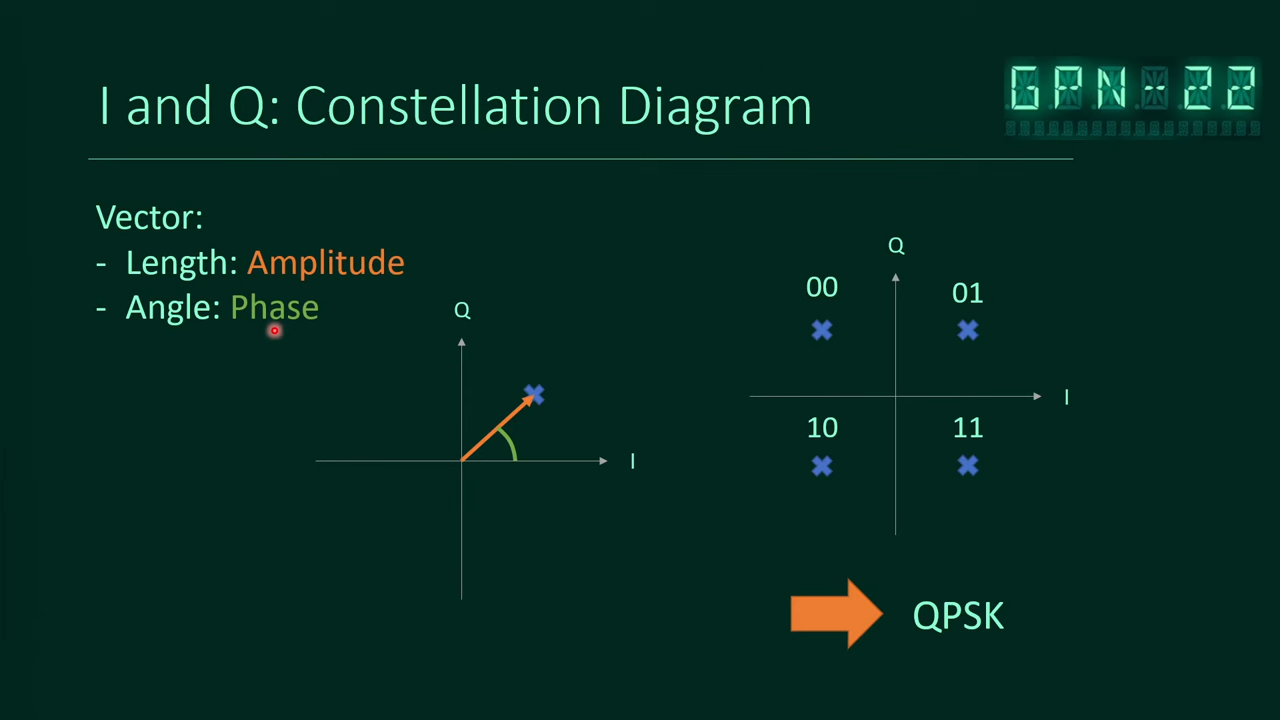 I and Q: Constellation Diagram
GPN-22
Vector:
- Length: Amplitude
- Angle: Phase
Q
I
Q
00
01
I
10
11
QPSK